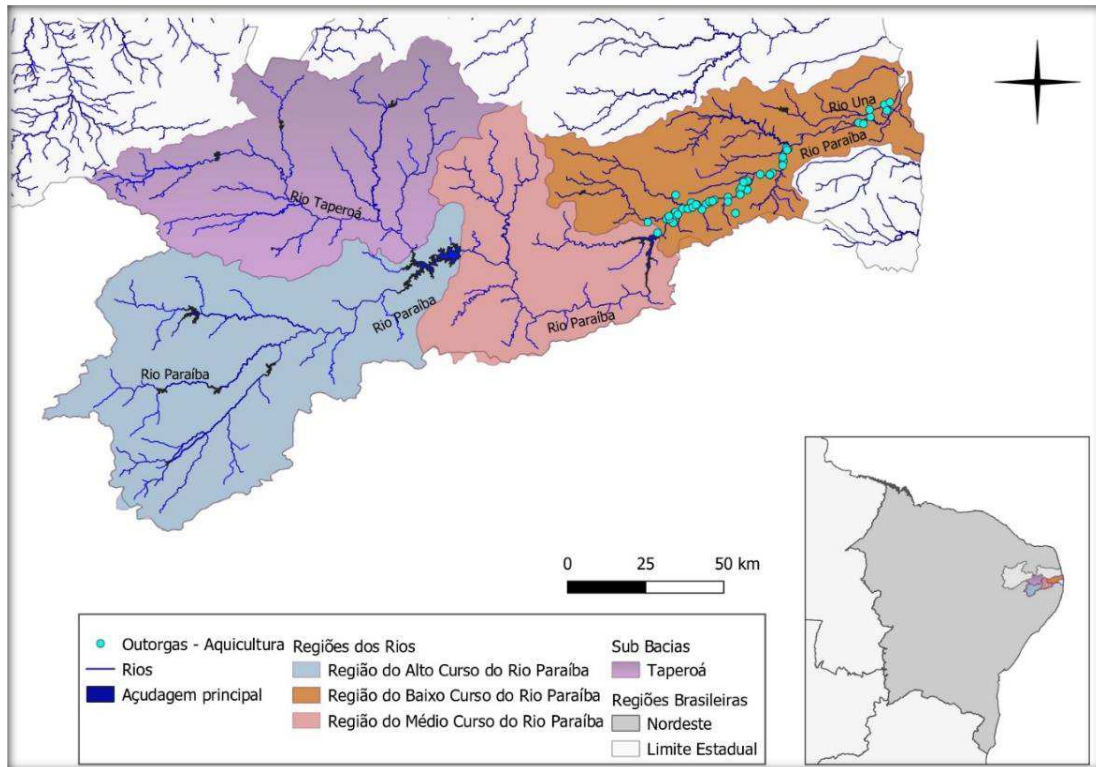 Rio Una
Rio Paraíba
Rio Taperoá
Rio Paraíba
Rio Paraíba
Rio Paraíba
0 25 50 km
Outorgas - Aquicultura
Rios
Açudagem principal
Regiões dos Rios
Região do Alto Curso do Rio Paraíba
Região do Baixo Curso do Rio Paraíba
Região do Médio Curso do Rio Paraíba
Sub Bacias
Taperoá
Regiões Brasileiras
Nordeste
Limite Estadual